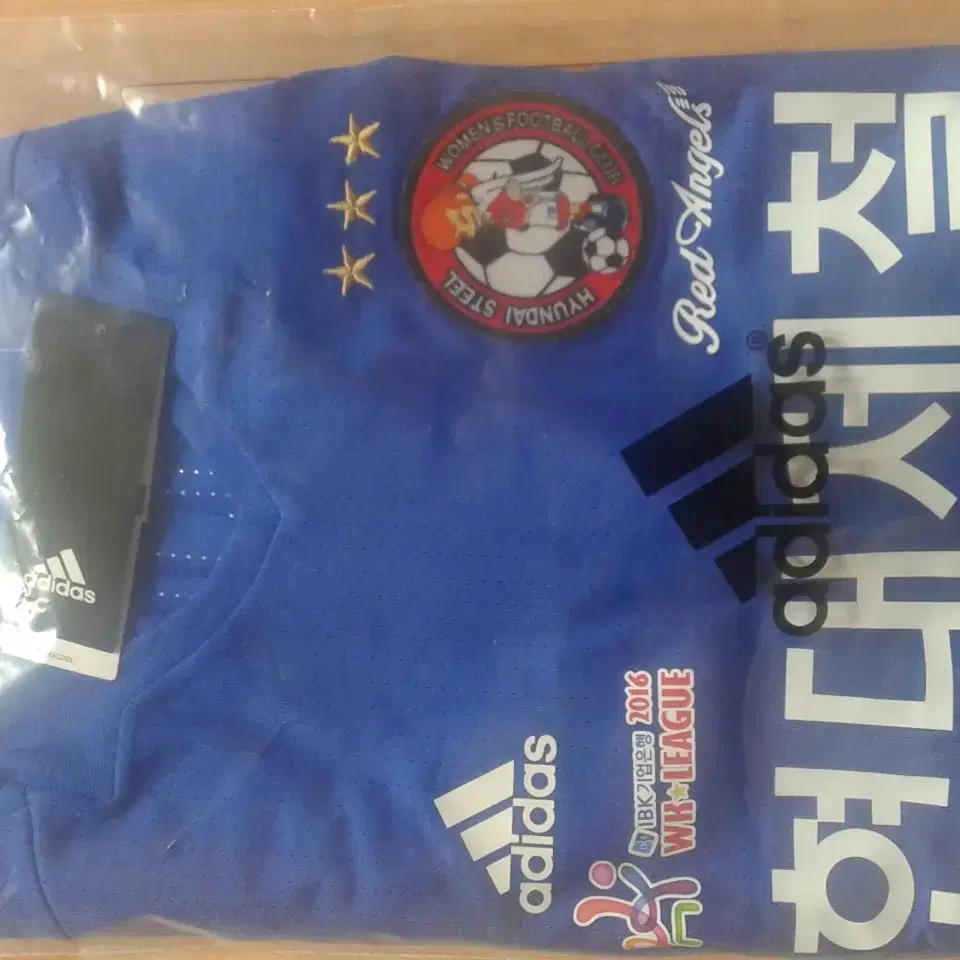 adidas
WOMEN'S FOOTBALL CLUB
HYUNDAI STEEL
adidas
IBK기업은행 2016
WK★LEAGUE
Red Angels
adidas
현대제철